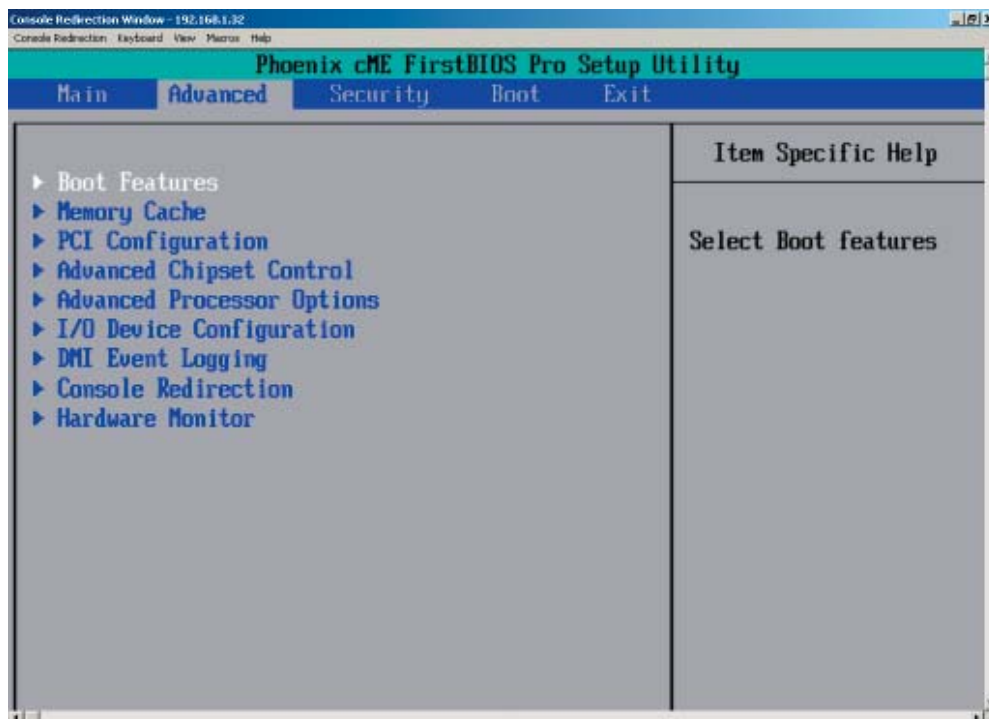 Console Redirection Window - 192.168.1.32
Console Redirection Keyboard View Macros Help
Phoenix cME FirstBIOS Pro Setup Utility
Main Advanced Security Boot Exit
Item Specific Help
▶ Boot Features
▶ Memory Cache
▶ PCI Configuration
▶ Advanced Chipset Control
▶ Advanced Processor Options
▶ I/O Device Configuration
▶ DMI Event Logging
▶ Console Redirection
▶ Hardware Monitor
Select Boot features